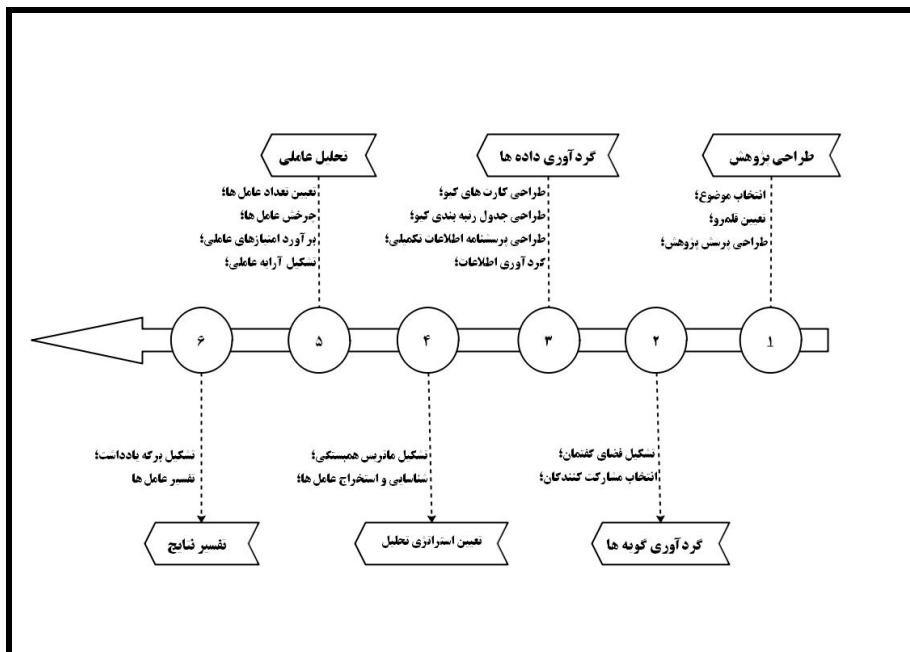 طراحی پژوهش
انتخاب موضوع؛
تعیین قلمرو؛
طراحی پرسش پژوهش؛
گردآوری داده ها
طراحی کارت های کیو؛
طراحی جدول رتبه بندی کیو؛
طراحی پرسشنامه اطلاعات تکمیلی؛
گردآوری اطلاعات؛
تحلیل عاملی
تعیین تعداد عامل ها؛
چرخش عامل ها؛
برآورد امتیازهای عاملی؛
تشکیل آرایه عاملی؛
۱
۲
۳
۴
۵
۶
تشکیل فضای گفتمان؛
انتخاب مشارکت کنندگان؛
گردآوری گویه ها
تشکیل ماتریس همبستگی؛
شناسایی و استخراج عامل ها؛
تعیین استراتژی تحلیل
تشکیل برگه یادداشت؛
تفسیر عامل ها
تفسیر نتایج